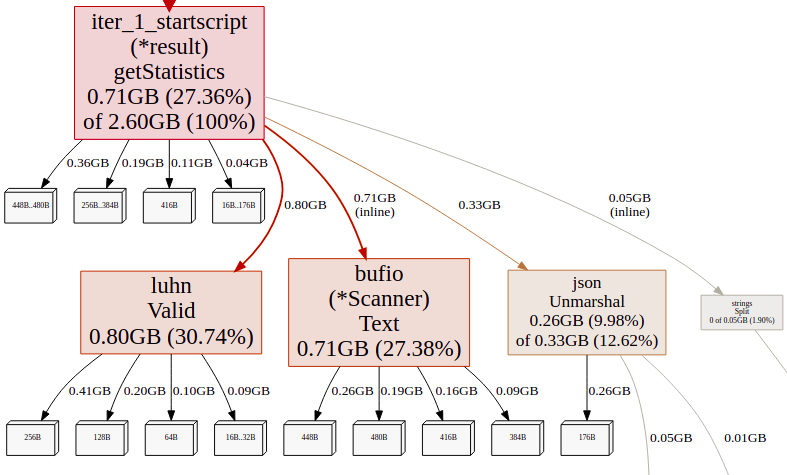 iter_1_startscript
(*result)
getStatistics
0.71GB (27.36%)
of 2.60GB (100%)
0.36GB
0.19GB
0.11GB
0.04GB
0.80GB
0.71GB
(inline)
0.33GB
0.05GB
(inline)
448B..480B
256B..384B
416B
16B..176B
luhn
Valid
0.80GB (30.74%)
bufio
(*Scanner)
Text
0.71GB (27.38%)
json
Unmarshal
0.26GB (9.98%)
of 0.33GB (12.62%)
strings
Split
0 of 0.05GB (1.90%)
0.41GB
0.20GB
0.10GB
0.09GB
0.26GB
0.19GB
0.16GB
0.09GB
0.26GB
0.05GB
0.01GB
256B
128B
64B
16B..32B
448B
480B
416B
384B
176B